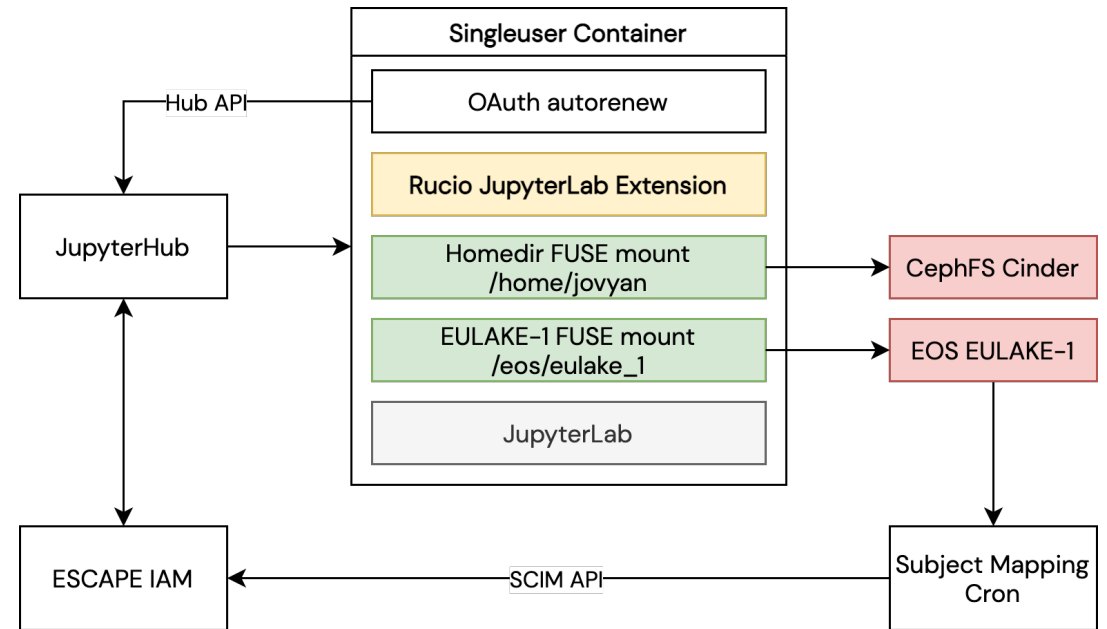 Singleuser Container
OAuth autorenew
Hub API
Rucio JupyterLab Extension
JupyterHub
Homedir FUSE mount
/home/jovyan
CephFS Cinder
EULAKE-1 FUSE mount
/eos/eulake_1
EOS EULAKE-1
JupyterLab
ESCAPE IAM
SCIM API
Subject Mapping
Cron